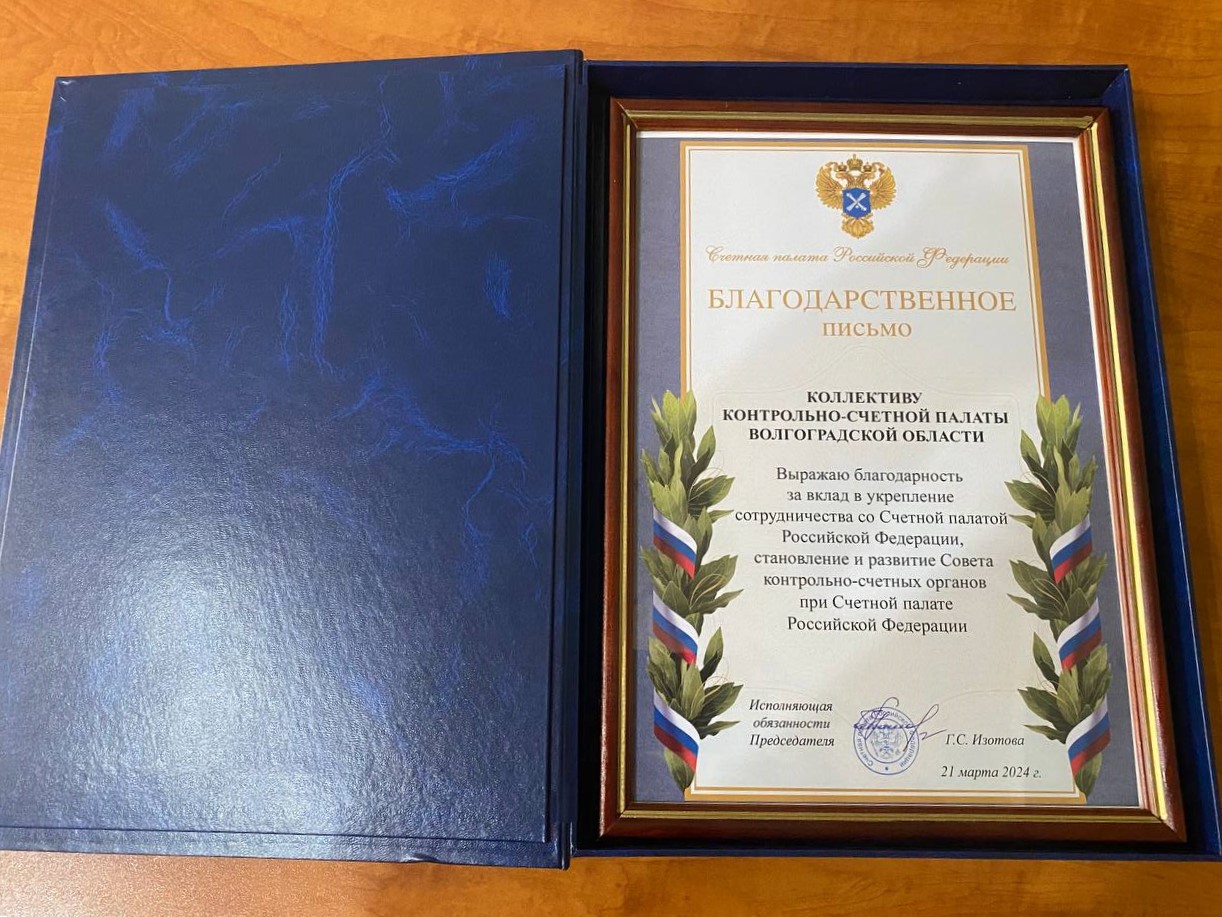 Счетная палата Российской Федерации
БЛАГОДАРСТВЕННОЕ
письмо
КОЛЛЕКТИВУ
КОНТРОЛЬНО-СЧЕТНОЙ ПАЛАТЫ
ВОЛГОГРАДСКОЙ ОБЛАСТИ
Выражаю благодарность
за вклад в укрепление
сотрудничества со Счетной палатой
Российской Федерации,
становление и развитие Совета
контрольно-счетных органов
при Счетной палате
Российской Федерации
Исполняющая
обязанности
Председателя
Г.С. Изотова
21 марта 2024 г.